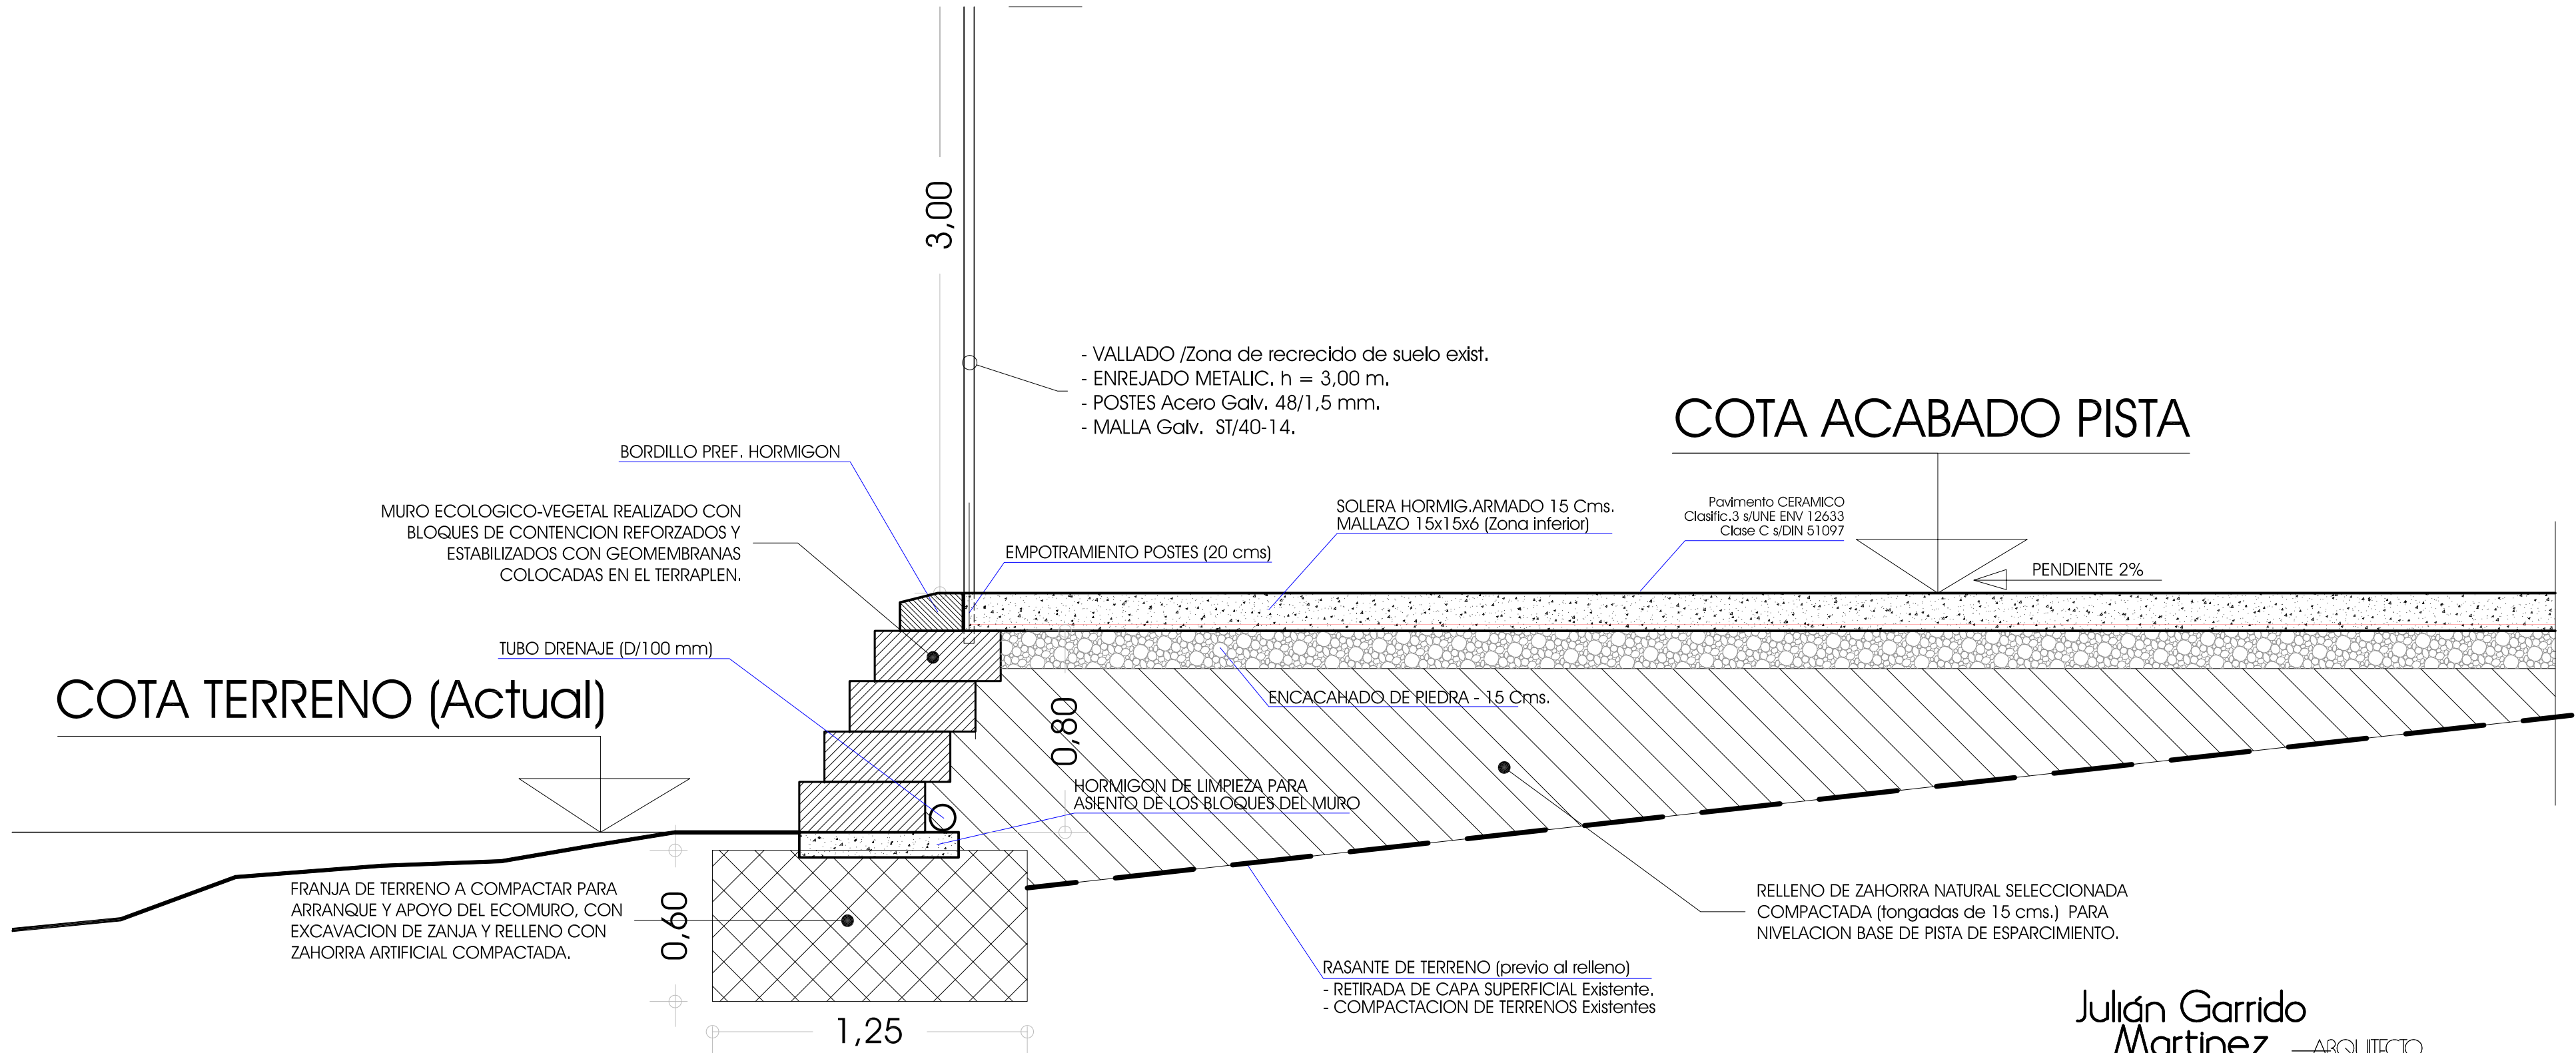 3,00
- VALLADO /Zona de recrecido de suelo exist.
- ENREJADO METALIC. h = 3,00 m.
- POSTES Acero Galv. 48/1,5 mm.
- MALLA Galv. ST/40-14.
COTA ACABADO PISTA
BORDILLO PREF. HORMIGON
MURO ECOLOGICO-VEGETAL REALIZADO CON
BLOQUES DE CONTENCION REFORZADOS Y
ESTABILIZADOS CON GEOMEMBRANAS
COLOCADAS EN EL TERRAPLEN.
EMPOTRAMIENTO POSTES (20 cms)
SOLERA HORMIG.ARMADO 15 Cms.
MALLAZO 15x15x6 (Zona inferior)
Pavimento CERAMICO
Clasific.3 s/UNE ENV 12633
Clase C s/DIN 51097
PENDIENTE 2%
TUBO DRENAJE (D/100 mm)
COTA TERRENO (Actual)
ENCACAHADO DE PIEDRA - 15 Cms.
0,80
HORMIGON DE LIMPIEZA PARA
ASIENTO DE LOS BLOQUES DEL MURO
FRANJA DE TERRENO A COMPACTAR PARA
ARRANQUE Y APOYO DEL ECOMURO, CON
EXCAVACION DE ZANJA Y RELLENO CON
ZAHORRA ARTIFICIAL COMPACTADA.
0,60
1,25
RELLENO DE ZAHORRA NATURAL SELECCIONADA
COMPACTADA (tongadas de 15 cms.) PARA
NIVELACION BASE DE PISTA DE ESPARCIMIENTO.
RASANTE DE TERRENO (previo al relleno)
- RETIRADA DE CAPA SUPERFICIAL Existente.
- COMPACTACION DE TERRENOS Existentes
Julián Garrido
Martinez ARQUITECTO